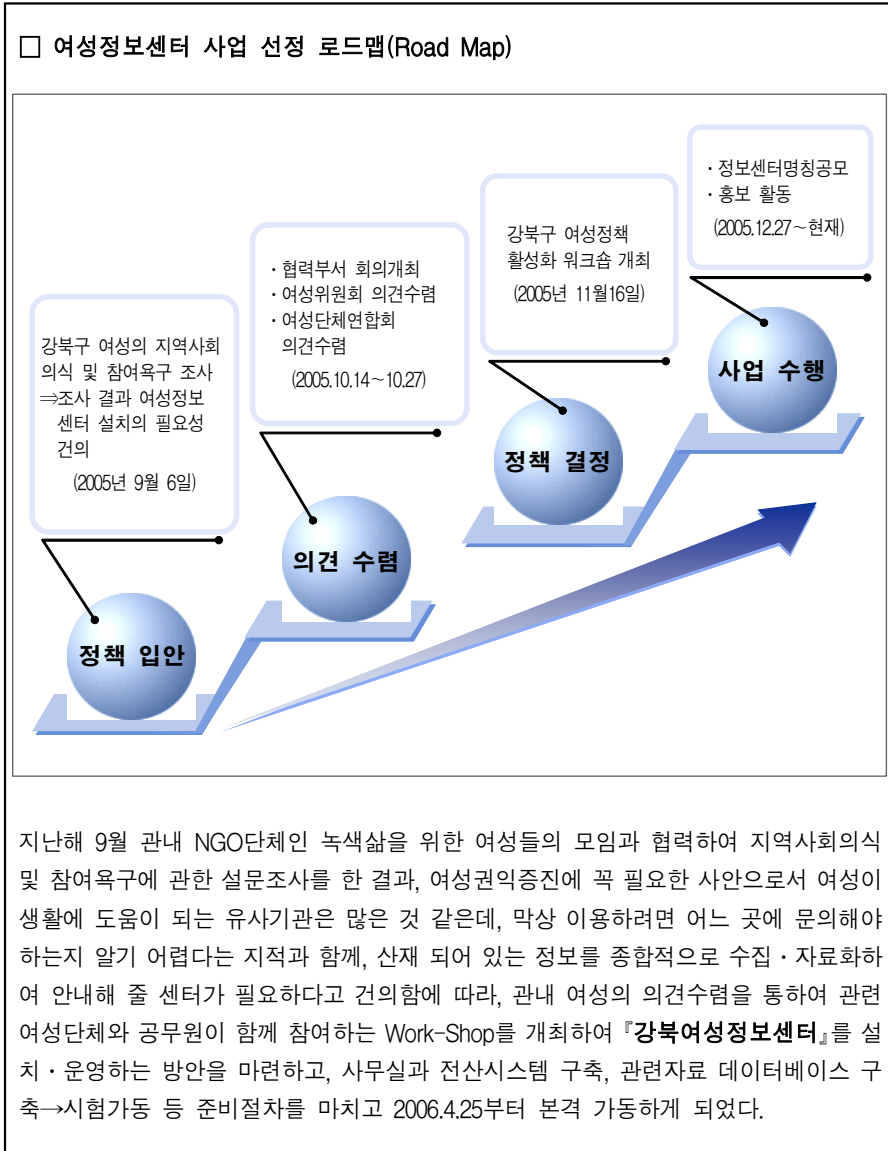 □ 여성정보센터 사업 선정 로드맵(Road Map)
강북구 여성의 지역사회
의식 및 참여욕구 조사
⇒조사 결과 여성정보
센터 설치의 필요성
건의
(2005년 9월 6일)
정책 입안
· 협력부서 회의개최
· 여성위원회 의견수렴
· 여성단체연합회
의견수렴
(2005.10.14~10.27)
의견 수렴
강북구 여성정책
활성화 워크숍 개최
(2005년 11월16일)
정책 결정
· 정보센터명칭공모
· 홍보 활동
(2005.12.27~현재)
사업 수행
지난해 9월 관내 NGO단체인 녹색삶을 위한 여성들의 모임과 협력하여 지역사회의식
및 참여욕구에 관한 설문조사를 한 결과, 여성권익증진에 꼭 필요한 사안으로서 여성이
생활에 도움이 되는 유사기관은 많은 것 같은데, 막상 이용하려면 어느 곳에 문의해야
하는지 알기 어렵다는 지적과 함께, 산재 되어 있는 정보를 종합적으로 수집·자료화하
여 안내해 줄 센터가 필요하다고 건의함에 따라, 관내 여성의 의견수렴을 통하여 관련
여성단체와 공무원이 함께 참여하는 Work-Shop를 개최하여 『강북여성정보센터』를 설
치·운영하는 방안을 마련하고, 사무실과 전산시스템 구축, 관련자료 데이터베이스 구
축→시험가동 등 준비절차를 마치고 2006.4.25부터 본격 가동하게 되었다.